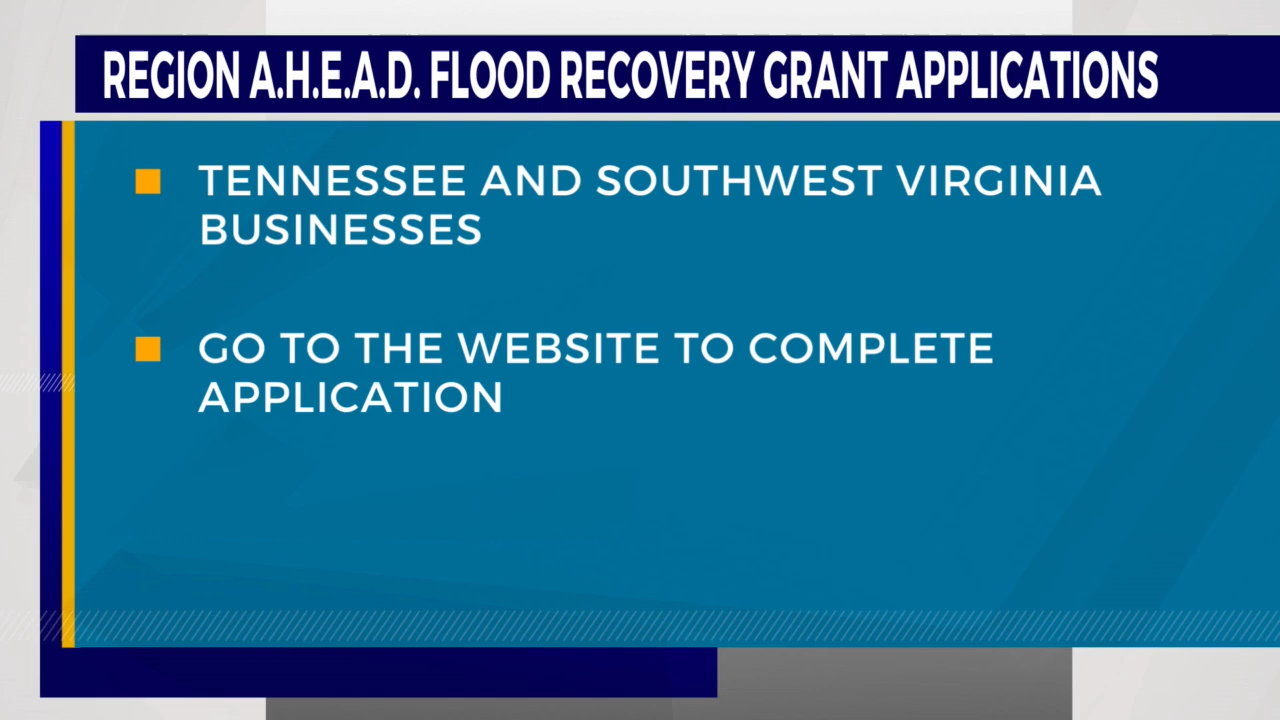 REGION A.H.E.A.D. FLOOD RECOVERY GRANT APPLICATIONS
TENNESSEE AND SOUTHWEST VIRGINIA
BUSINESSES
GO TO THE WEBSITE TO COMPLETE
APPLICATION